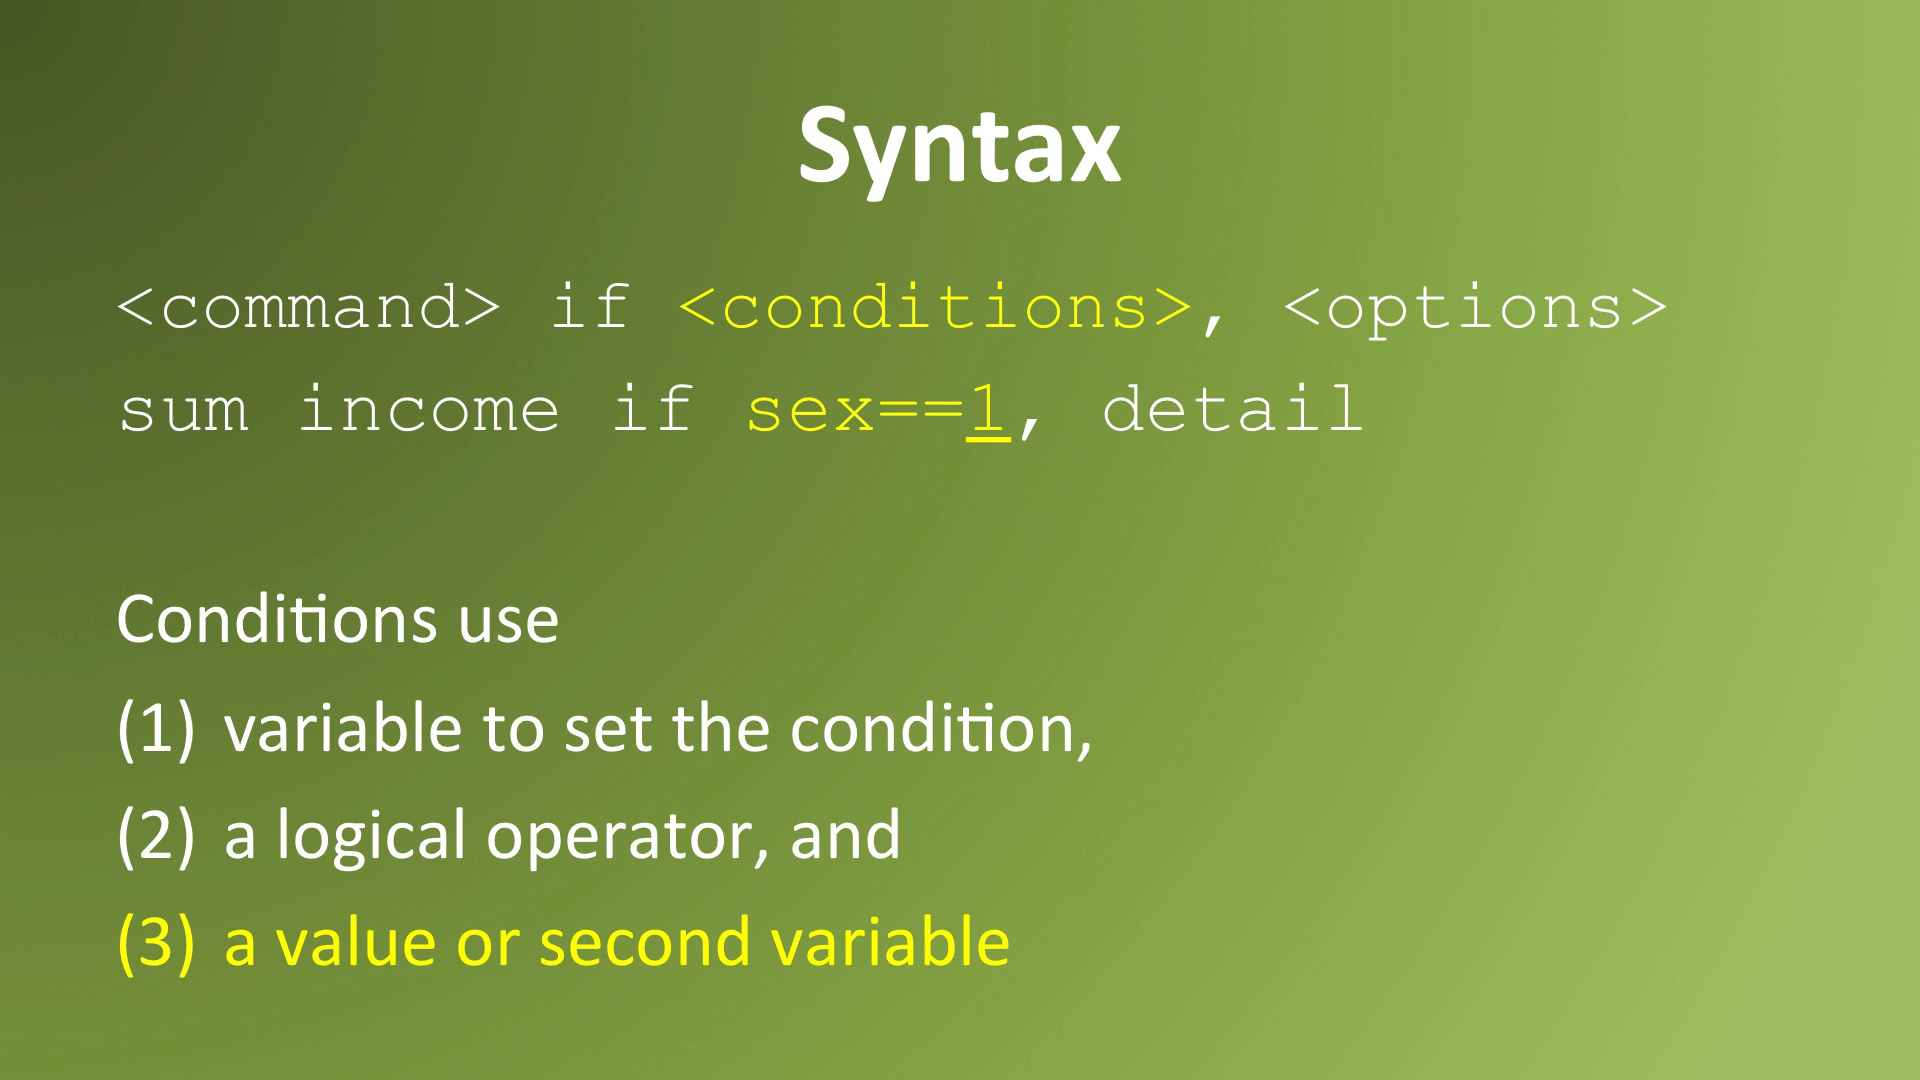 Syntax
<command> if <conditions>, <options>
sum income if sex==1, detail
Conditions use
(1) variable to set the condition,
(2) a logical operator, and
(3) a value or second variable